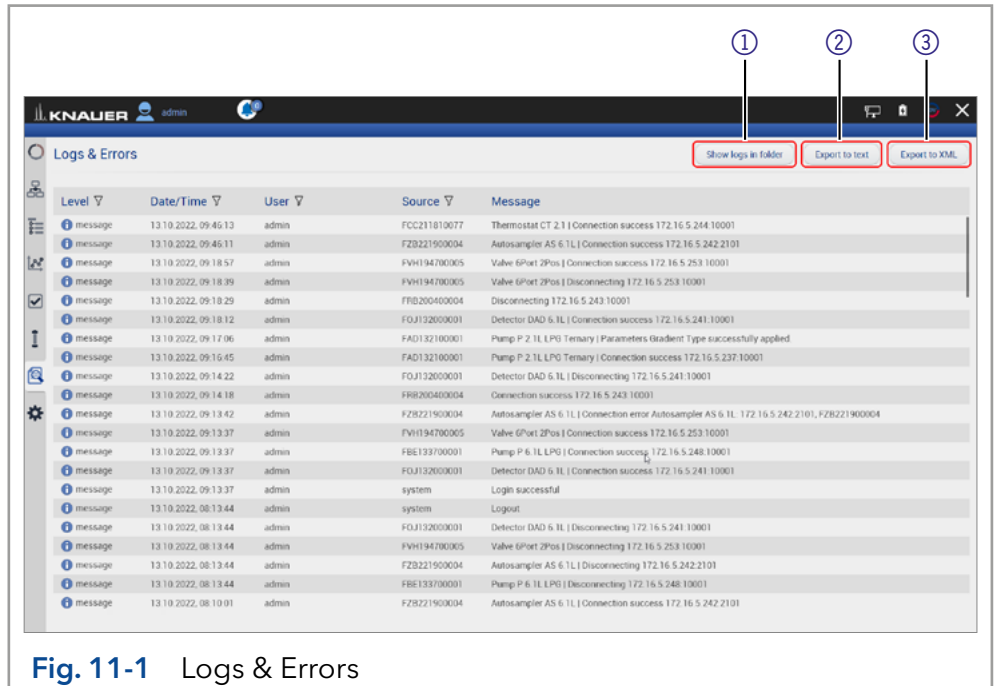 ① ② ③
KNAUER admin
Logs & Errors Show logs in folder Export to text Export to XML
Level Date/Time User Source Message
message 13.10.2022, 09:46:13 admin FCC211810077 Thermostat CT 2.1 | Connection success 172.16.5.244:10001
message 13.10.2022, 09:46:11 admin FZB221900004 Autosampler AS 6.1L | Connection success 172.16.5.242:2101
message 13.10.2022, 09:18:57 admin FVH194700005 Valve 6Port 2Pos | Connection success 172.16.5.253:10001
message 13.10.2022, 09:18:39 admin FVH194700005 Valve 6Port 2Pos | Disconnecting 172.16.5.253:10001
message 13.10.2022, 09:18:29 admin FRB200400004 Disconnecting 172.16.5.243:10001
message 13.10.2022, 09:18:12 admin FOJ132000001 Detector DAD 6.1L | Connection success 172.16.5.241:10001
message 13.10.2022, 09:17:06 admin FAD132100001 Pump P 2.1L LPG Ternary | Parameters Gradient Type successfully applied.
message 13.10.2022, 09:16:45 admin FAD132100001 Pump P 2.1L LPG Ternary | Connection success 172.16.5.237:10001
message 13.10.2022, 09:14:22 admin FOJ132000001 Detector DAD 6.1L | Disconnecting 172.16.5.241:10001
message 13.10.2022, 09:14:18 admin FRB200400004 Connection success 172.16.5.243:10001
message 13.10.2022, 09:13:42 admin FZB221900004 Autosampler AS 6.1L | Connection error Autosampler AS 6.1L: 172.16.5.242:2101, FZB221900004
message 13.10.2022, 09:13:37 admin FVH194700005 Valve 6Port 2Pos | Connection success 172.16.5.253:10001
message 13.10.2022, 09:13:37 admin FBE133700001 Pump P 6.1L LPG | Connection success 172.16.5.248:10001
message 13.10.2022, 09:13:37 admin FOJ132000001 Detector DAD 6.1L | Connection success 172.16.5.241:10001
message 13.10.2022, 09:13:37 admin system Login successful
message 13.10.2022, 08:13:44 admin system Logout
message 13.10.2022, 08:13:44 admin FOJ132000001 Detector DAD 6.1L | Disconnecting 172.16.5.241:10001
message 13.10.2022, 08:13:44 admin FVH194700005 Valve 6Port 2Pos | Disconnecting 172.16.5.253:10001
message 13.10.2022, 08:13:44 admin FZB221900004 Autosampler AS 6.1L | Disconnecting 172.16.5.242:2101
message 13.10.2022, 08:13:44 admin FBE133700001 Pump P 6.1L LPG | Disconnecting 172.16.5.248:10001
message 13.10.2022, 08:10:01 admin FZB221900004 Autosampler AS 6.1L | Connection success 172.16.5.242:2101
Fig. 11-1 Logs & Errors